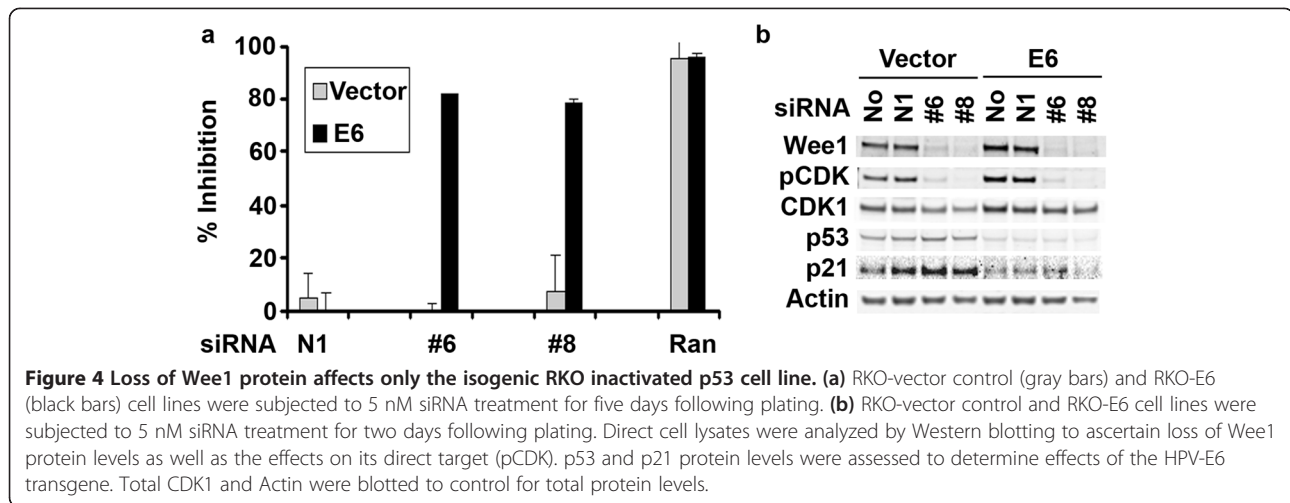 a
100
80
60
40
20
0
% Inhibition
Vector
E6
siRNA N1 #6 #8 Ran
b
Vector E6
siRNA No N1 #6 #8 No N1 #6 #8
Wee1
pCDK
CDK1
p53
p21
Actin
Figure 4 Loss of Wee1 protein affects only the isogenic RKO inactivated p53 cell line. (a) RKO-vector control (gray bars) and RKO-E6
(black bars) cell lines were subjected to 5 nM siRNA treatment for five days following plating. (b) RKO-vector control and RKO-E6 cell lines were
subjected to 5 nM siRNA treatment for two days following plating. Direct cell lysates were analyzed by Western blotting to ascertain loss of Wee1
protein levels as well as the effects on its direct target (pCDK). p53 and p21 protein levels were assessed to determine effects of the HPV-E6
transgene. Total CDK1 and Actin were blotted to control for total protein levels.